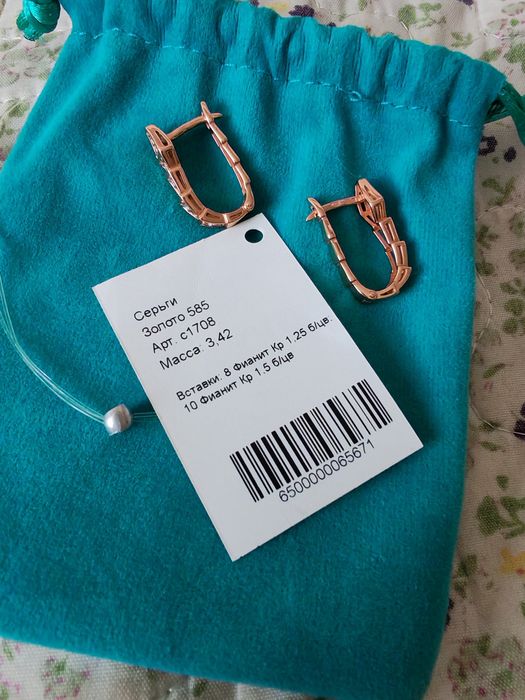 Серьги
Золото 585
Арт. с1708
Масса: 3,42
Вставки: 8 Фианит Кр 1.25 б/цв.
10 Фианит Кр 1.5 б/цв
6500000065671